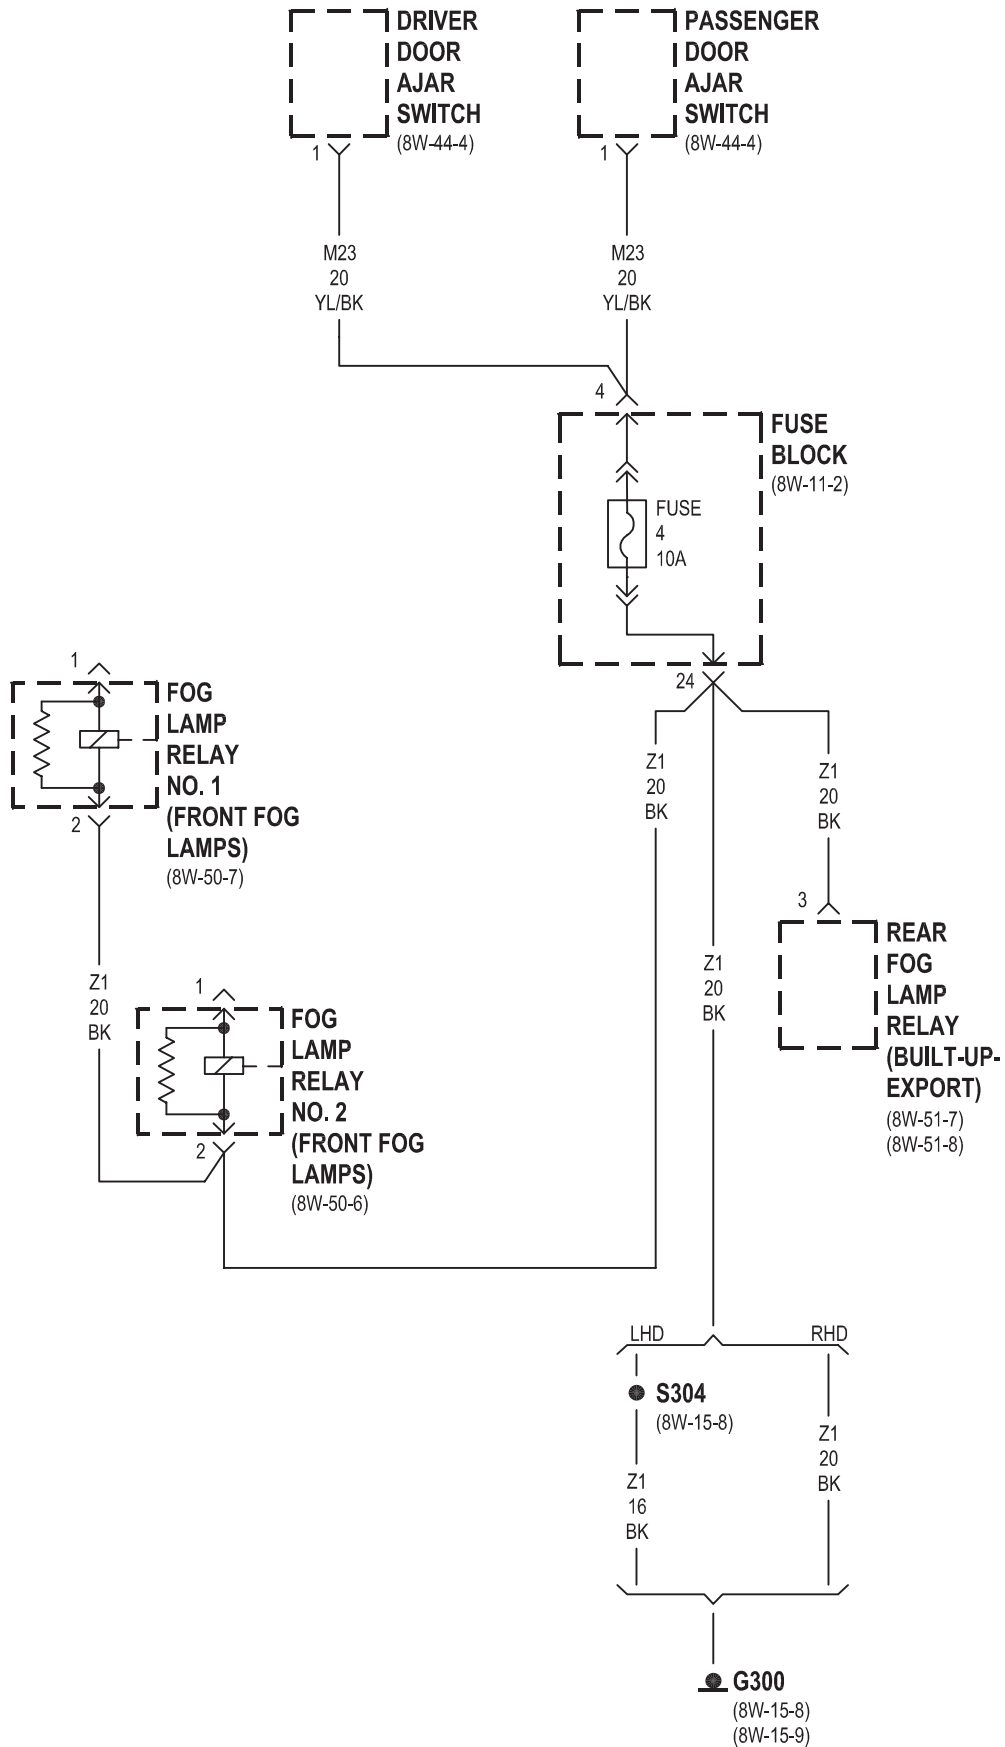 DRIVER
DOOR
AJAR
SWITCH
(8W-44-4)
1
PASSENGER
DOOR
AJAR
SWITCH
(8W-44-4)
1
M23
20
YL/BK
M23
20
YL/BK
4
FUSE
BLOCK
(8W-11-2)
FUSE
4
10A
24
1
FOG
LAMP
RELAY
NO. 1
(FRONT FOG
LAMPS)
(8W-50-7)
2
Z1
20
BK
Z1
20
BK
3
REAR
FOG
LAMP
RELAY
(BUILT-UP-
EXPORT)
(8W-51-7)
(8W-51-8)
Z1
20
BK
Z1
20
BK
1
FOG
LAMP
RELAY
NO. 2
(FRONT FOG
LAMPS)
(8W-50-6)
2
LHD
RHD
S304
(8W-15-8)
Z1
16
BK
Z1
20
BK
G300
(8W-15-8)
(8W-15-9)